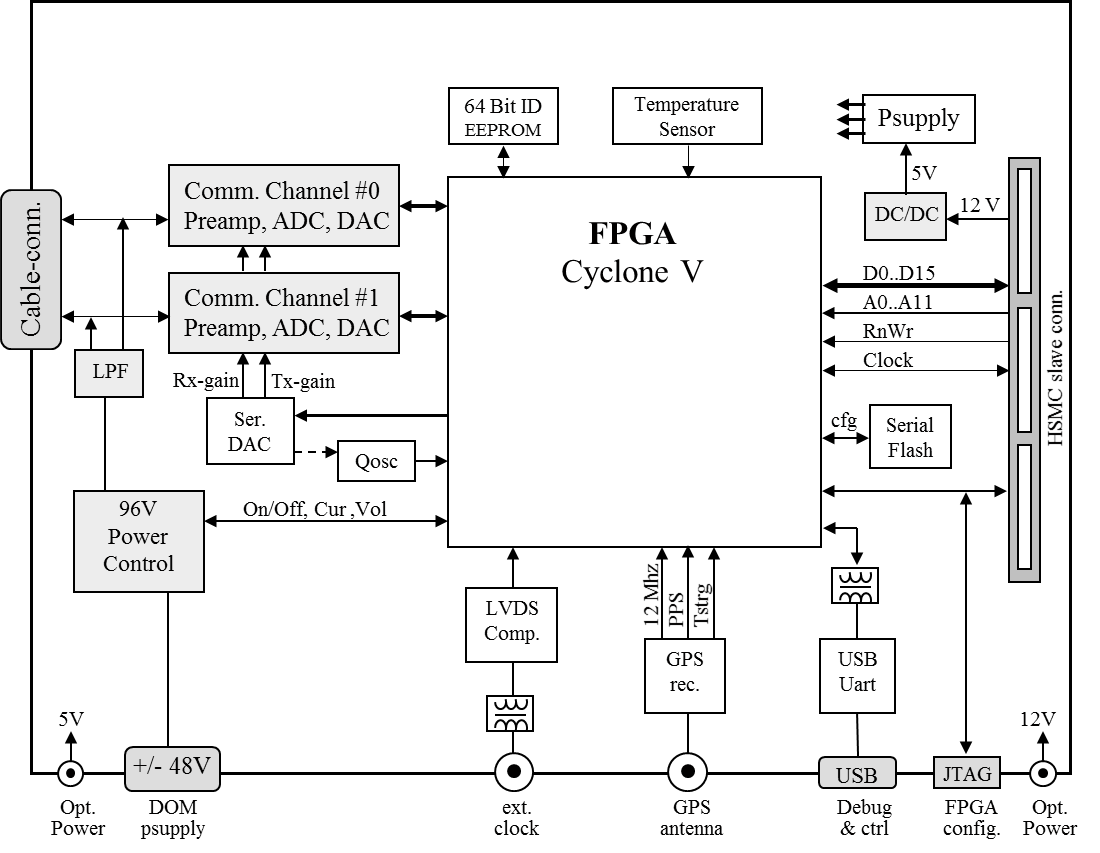 64 Bit ID
EEPROM
Temperature
Sensor
Psupply
5V
DC/DC
12 V
Comm. Channel #0
Preamp, ADC, DAC
Cable-conn.
FPGA
Cyclone V
Comm. Channel #1
Preamp, ADC, DAC
D0..D15
A0..A11
RnWr
Clock
HSMC slave conn.
LPF
Rx-gain
Tx-gain
Ser.
DAC
Qosc
cfg
Serial
Flash
96V
Power
Control
On/Off, Cur ,Vol
LVDS
Comp.
12 Mhz
PPS
Tstrg
GPS
rec.
USB
Uart
5V
+/- 48V
12V
USB
JTAG
Opt.
Power
DOM
psupply
ext.
clock
GPS
antenna
Debug
& ctrl
FPGA
config.
Opt.
Power